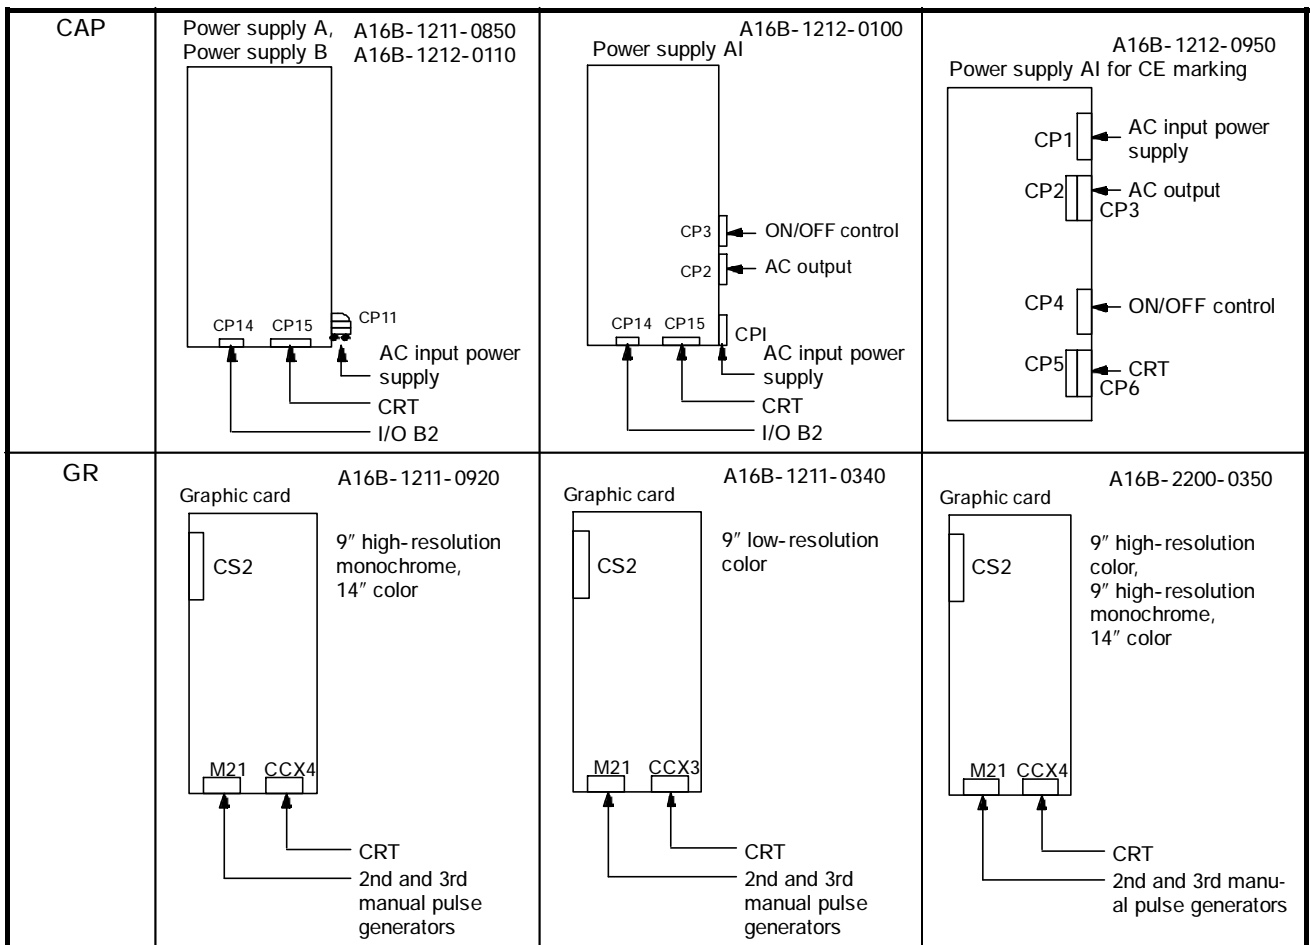 CAP
Power supply A, A16B-1211-0850
Power supply B A16B-1212-0110
CP14 CP15 CP11
AC input power
supply
CRT
I/O B2
A16B-1212-0100
Power supply AI
CP3 ON/OFF control
CP2 AC output
CP14 CP15 CPI
AC input power
supply
CRT
I/O B2
A16B-1212-0950
Power supply AI for CE marking
CP1 AC input power
supply
CP2 AC output
CP3
CP4 ON/OFF control
CP5 CRT
CP6
GR
A16B-1211-0920
Graphic card
CS2
9″ high-resolution
monochrome,
14″ color
M21 CCX4
CRT
2nd and 3rd
manual pulse
generators
A16B-1211-0340
Graphic card
CS2
9″ low-resolution
color
M21 CCX3
CRT
2nd and 3rd
manual pulse
generators
A16B-2200-0350
Graphic card
CS2
9″ high-resolution
color,
9″ high-resolution
monochrome,
14″ color
M21 CCX4
CRT
2nd and 3rd manu-
al pulse generators